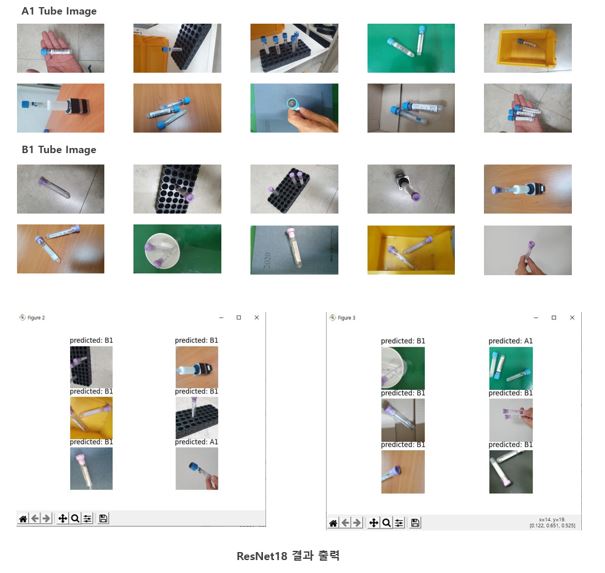 A1 Tube Image
B1 Tube Image
2020
Figure 2
Figure 3
predicted: B1
predicted: B1
predicted: B1
predicted: B1
predicted: B1
predicted: A1
predicted: B1
predicted: A1
predicted: B1
predicted: B1
predicted: B1
predicted: B1
x=14. y=19.
[0.122, 0.651, 0.525]
ResNet18 결과 출력